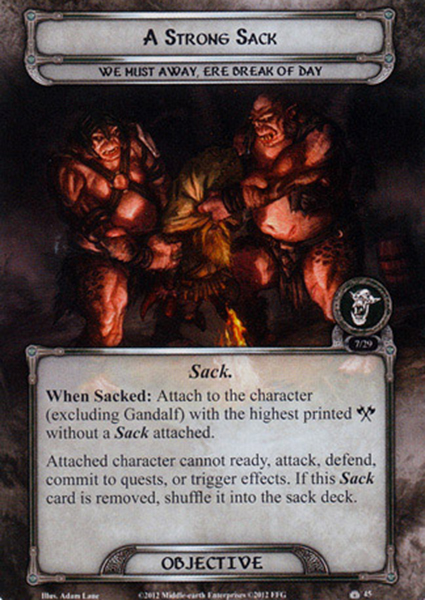 A Strong Sack
We Must Away, Ere Break of Day
7/29
Sack.
When Sacked: Attach to the character
(excluding Gandalf) with the highest printed
without a Sack attached.
Attached character cannot ready, attack, defend,
commit to quests, or trigger effects. If this Sack
card is removed, shuffle it into the sack deck.
Objective
Illus. Adam Lane ©2012 Middle-earth Enterprises ©2012 FFG 45